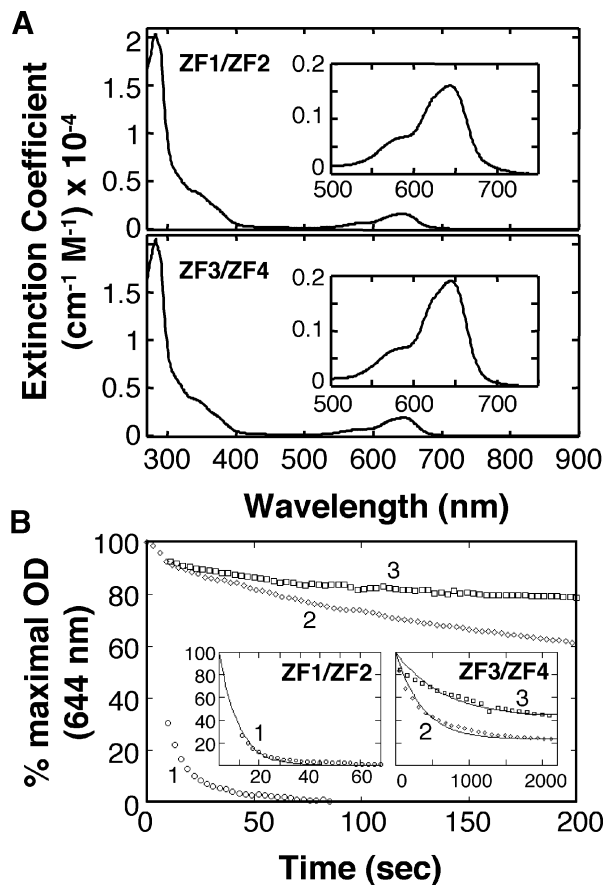 A
Extinction Coefficient
(cm-1 M-1) x 10-4
ZF1/ZF2
2
1.5
1
0.5
0
0.2
0.1
0
500 600 700
ZF3/ZF4
1.5
1
0.5
0
0.2
0.1
0
500 600 700
300 400 500 600 700 800 900
Wavelength (nm)
B
% maximal OD
(644 nm)
100
80
60
40
20
0
3
2
1
ZF1/ZF2
100
80
60
40
20
1
20 40 60
ZF3/ZF4
3
2
0 1000 2000
0 50 100 150 200
Time (sec)